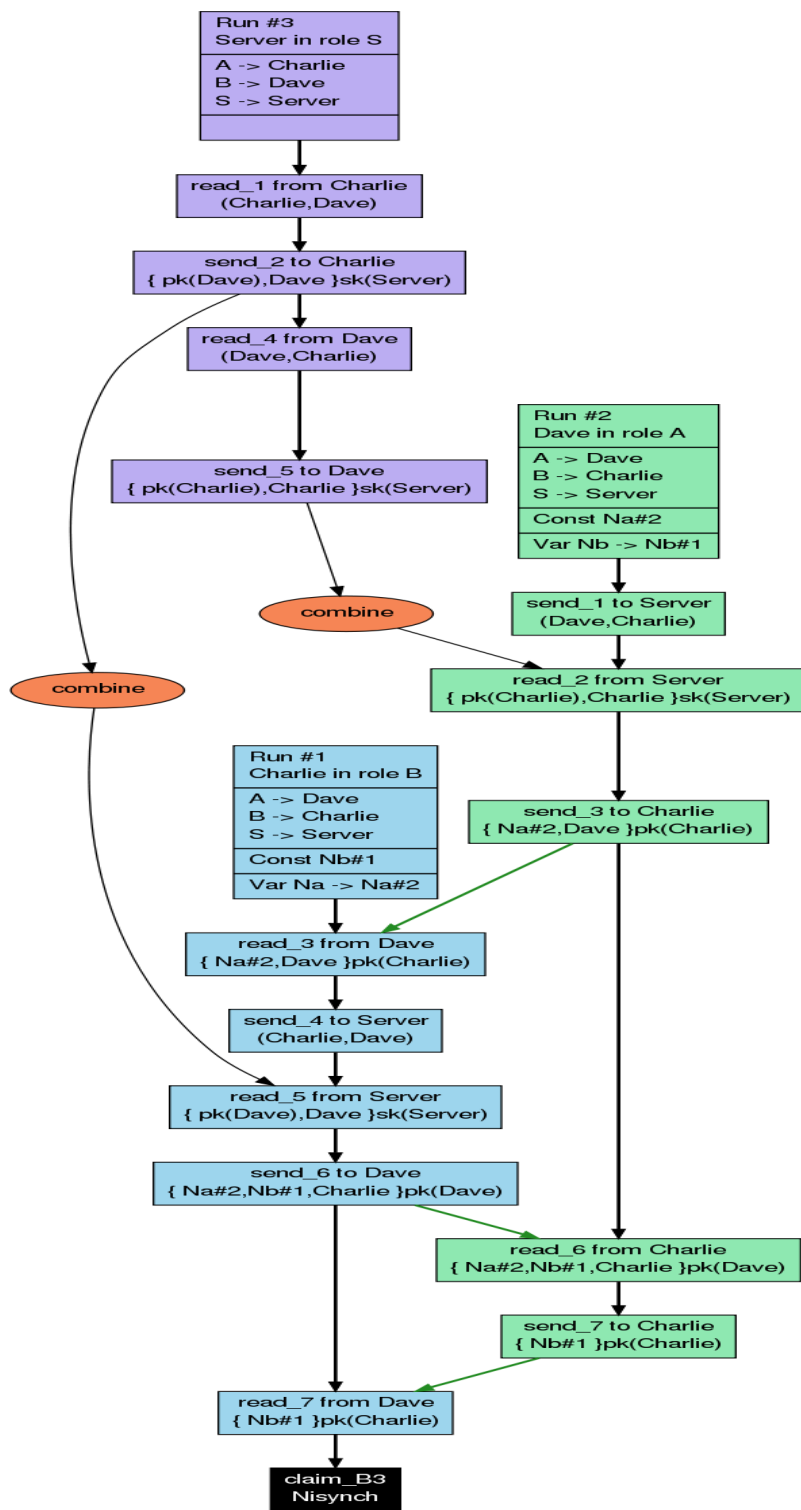 Run #3
Server in role S
A -> Charlie
B -> Dave
S -> Server
read_1 from Charlie
(Charlie,Dave)
send_2 to Charlie
{ pk(Dave),Dave }sk(Server)
read_4 from Dave
(Dave,Charlie)
send_5 to Dave
{ pk(Charlie),Charlie }sk(Server)
Run #2
Dave in role A
A -> Dave
B -> Charlie
S -> Server
Const Na#2
Var Nb -> Nb#1
combine
send_1 to Server
(Dave,Charlie)
read_2 from Server
{ pk(Charlie),Charlie }sk(Server)
combine
Run #1
Charlie in role B
A -> Dave
B -> Charlie
S -> Server
Const Nb#1
Var Na -> Na#2
send_3 to Charlie
{ Na#2,Dave }pk(Charlie)
read_3 from Dave
{ Na#2,Dave }pk(Charlie)
send_4 to Server
(Charlie,Dave)
read_5 from Server
{ pk(Dave),Dave }sk(Server)
send_6 to Dave
{ Na#2,Nb#1,Charlie }pk(Dave)
read_6 from Charlie
{ Na#2,Nb#1,Charlie }pk(Dave)
send_7 to Charlie
{ Nb#1 }pk(Charlie)
read_7 from Dave
{ Nb#1 }pk(Charlie)
claim_B3
Nisynch